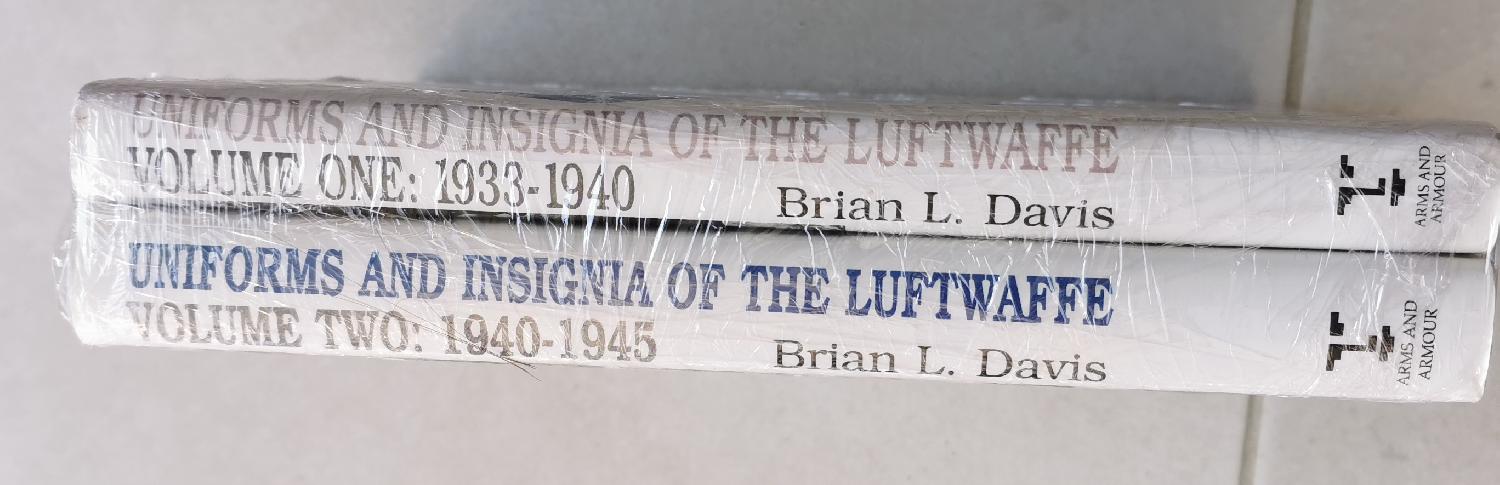 UNIFORMS AND INSIGNIA OF THE LUFTWAFFE
VOLUME ONE: 1933-1940
Brian L. Davis
ARMS AND
ARMOUR
UNIFORMS AND INSIGNIA OF THE LUFTWAFFE
VOLUME TWO: 1940-1945
Brian L. Davis
ARMS AND
ARMOUR